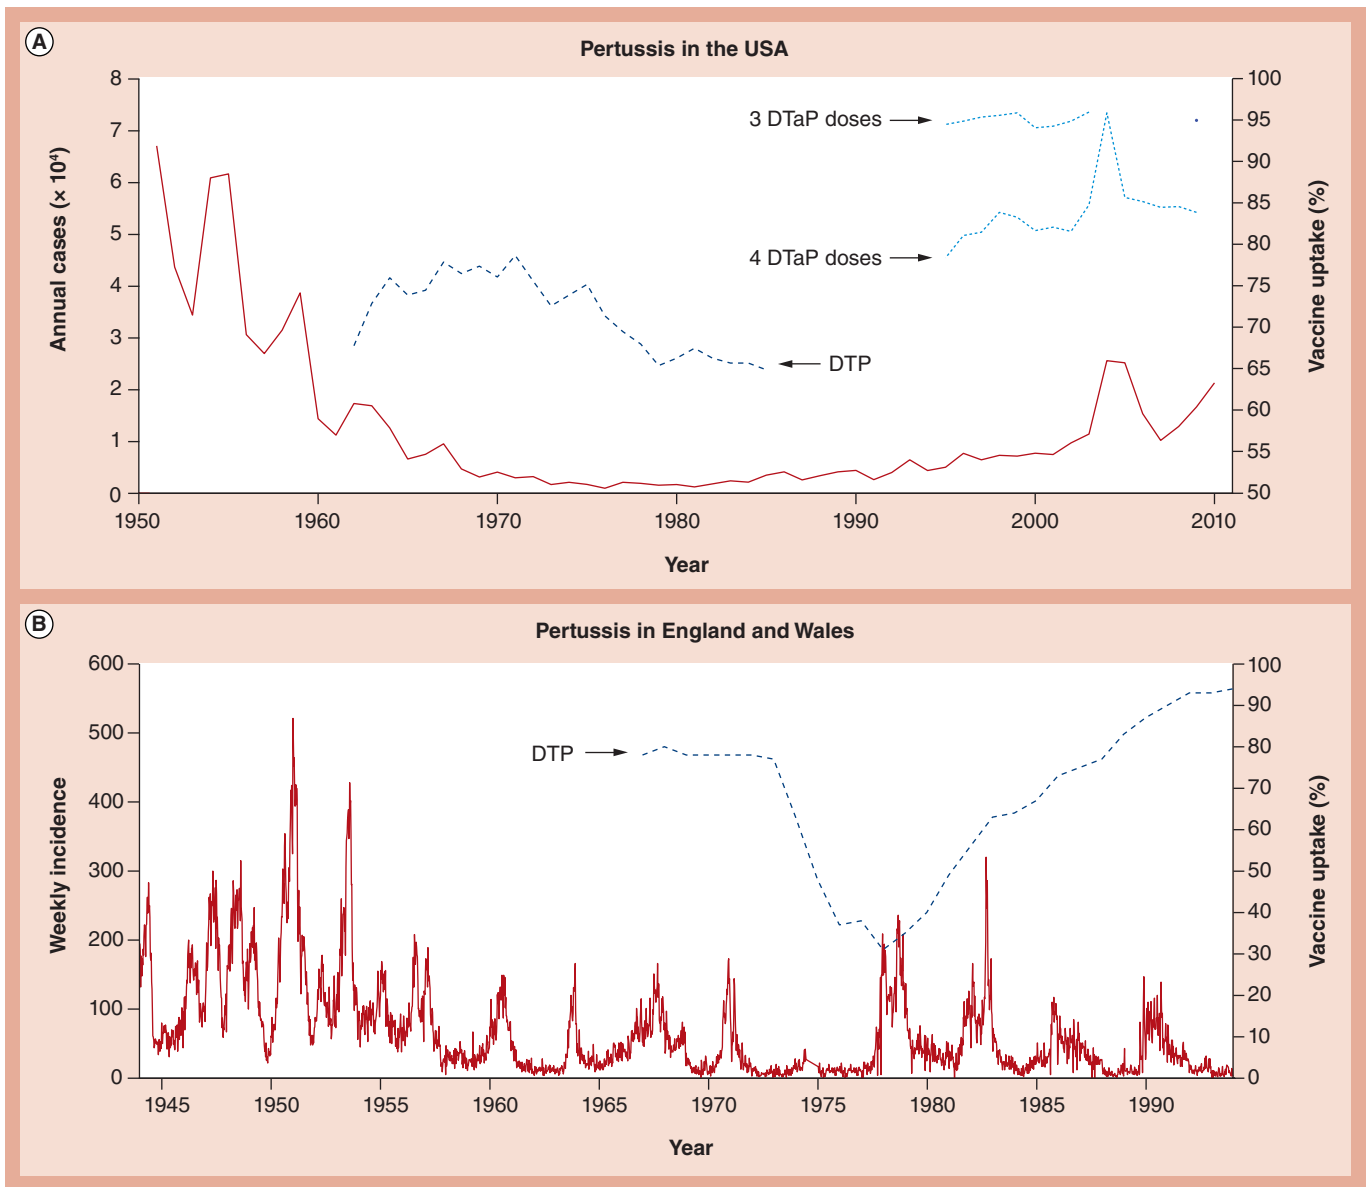 A
Pertussis in the USA
Annual cases (× 10⁴)
8
7
6
5
4
3
2
1
0
3 DTaP doses
4 DTaP doses
DTP
100
95
90
85
80
75
70
65
60
55
50
Vaccine uptake (%)
1950 1960 1970 1980 1990 2000 2010
Year
B
Pertussis in England and Wales
Weekly incidence
600
500
400
300
200
100
0
DTP
100
90
80
70
60
50
40
30
20
10
0
Vaccine uptake (%)
1945 1950 1955 1960 1965 1970 1975 1980 1985 1990
Year